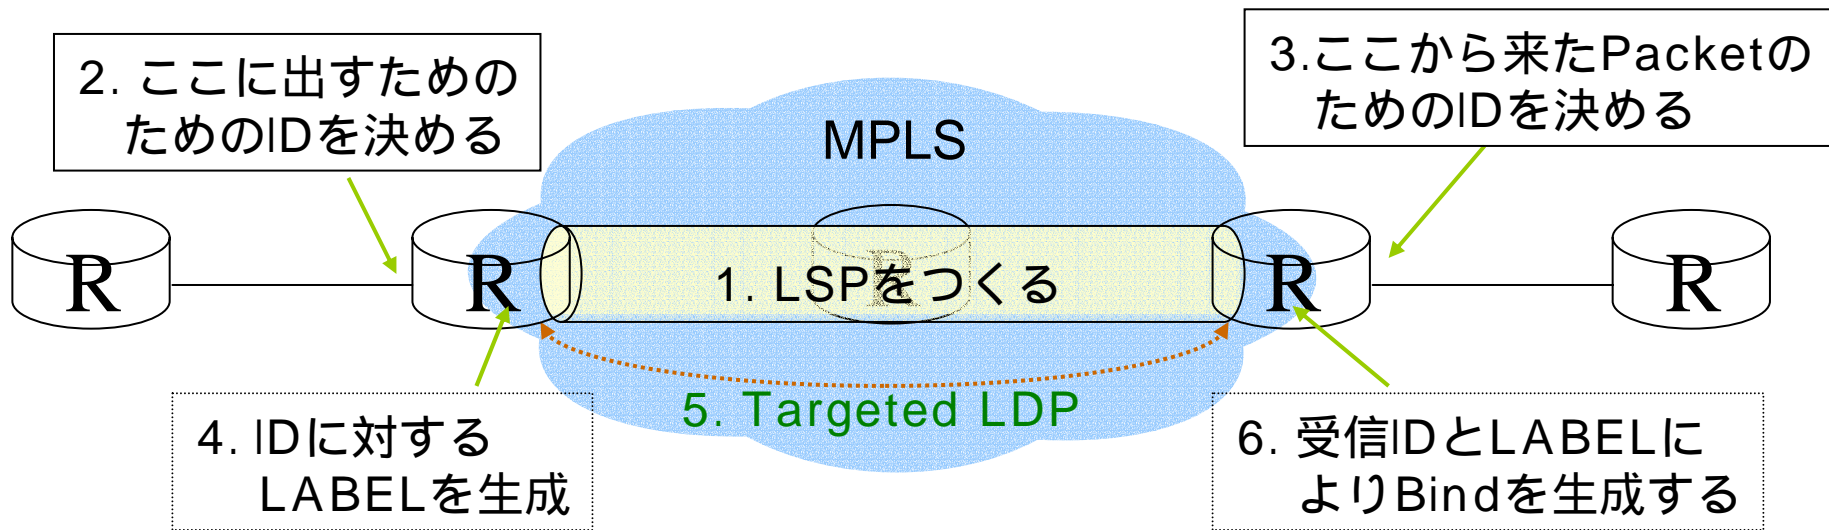 2. ここに出すための
ためのIDを決める
3.ここから来たPacketの
ためのIDを決める
MPLS
R
R
R
R
R
1. LSPをつくる
5. Targeted LDP
4. IDに対する
LABELを生成
6. 受信IDとLABELに
よりBindを生成する